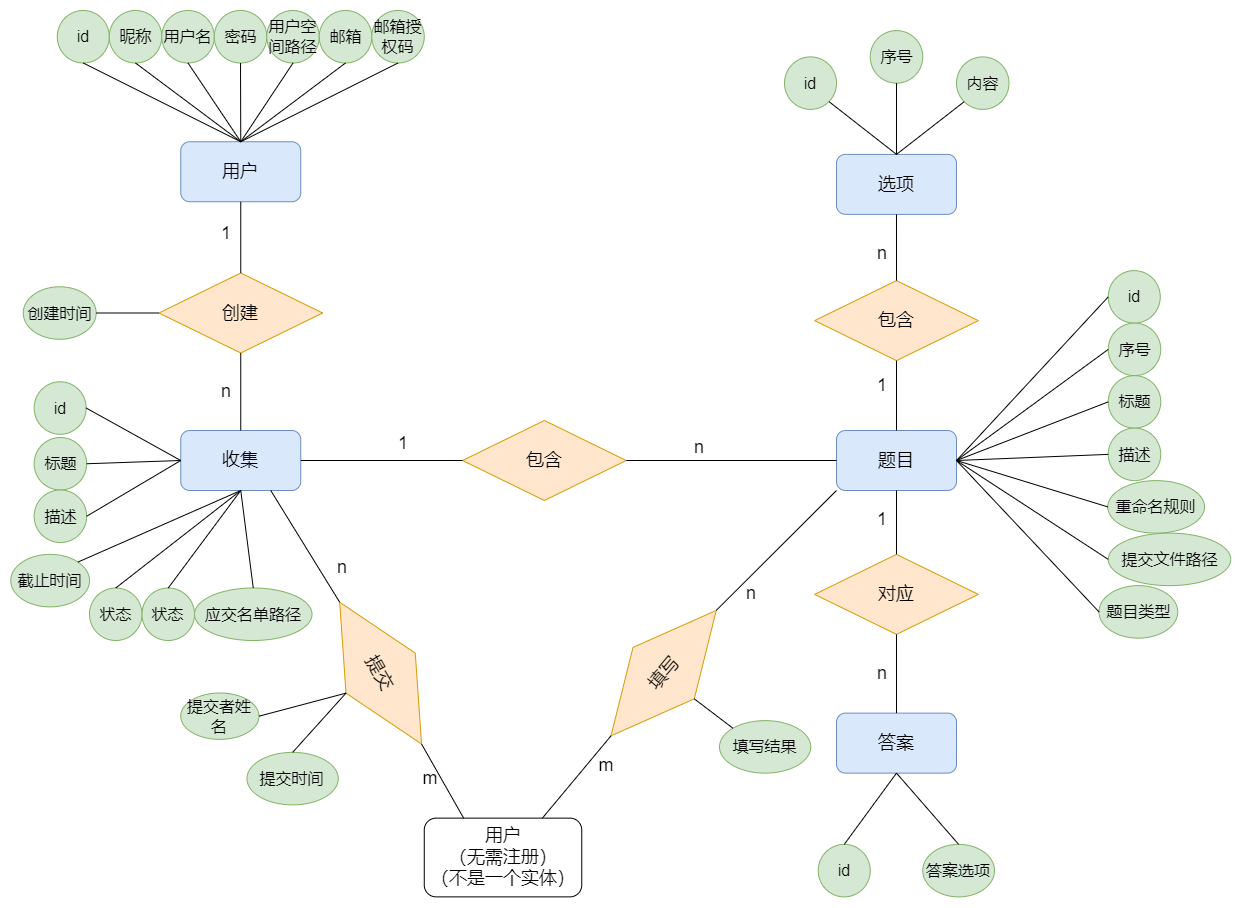 id
昵称
用户名
密码
用户空
间路径
邮箱
邮箱授
权码
用户
1
创建时间
创建
n
id
标题
描述
收集
截止时间
状态
状态
应交名单路径
1
包含
n
n
提交
提交者姓
名
提交时间
m
用户
（无需注册）
（不是一个实体）
m
填写
填写结果
n
id
序号
内容
选项
n
包含
1
题目
id
序号
标题
描述
重命名规则
提交文件路径
题目类型
1
对应
n
答案
id
答案选项